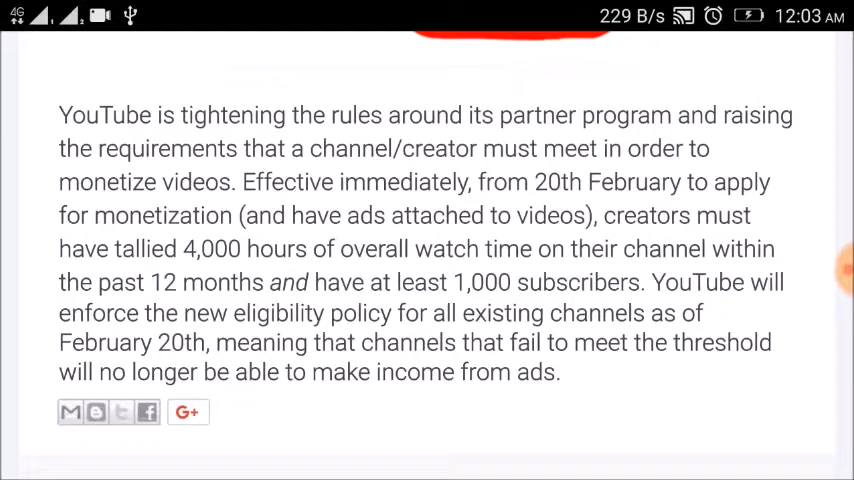 4G 1 2 229 B/s 12:03 AM
YouTube is tightening the rules around its partner program and raising
the requirements that a channel/creator must meet in order to
monetize videos. Effective immediately, from 20th February to apply
for monetization (and have ads attached to videos), creators must
have tallied 4,000 hours of overall watch time on their channel within
the past 12 months and have at least 1,000 subscribers. YouTube will
enforce the new eligibility policy for all existing channels as of
February 20th, meaning that channels that fail to meet the threshold
will no longer be able to make income from ads.
G+